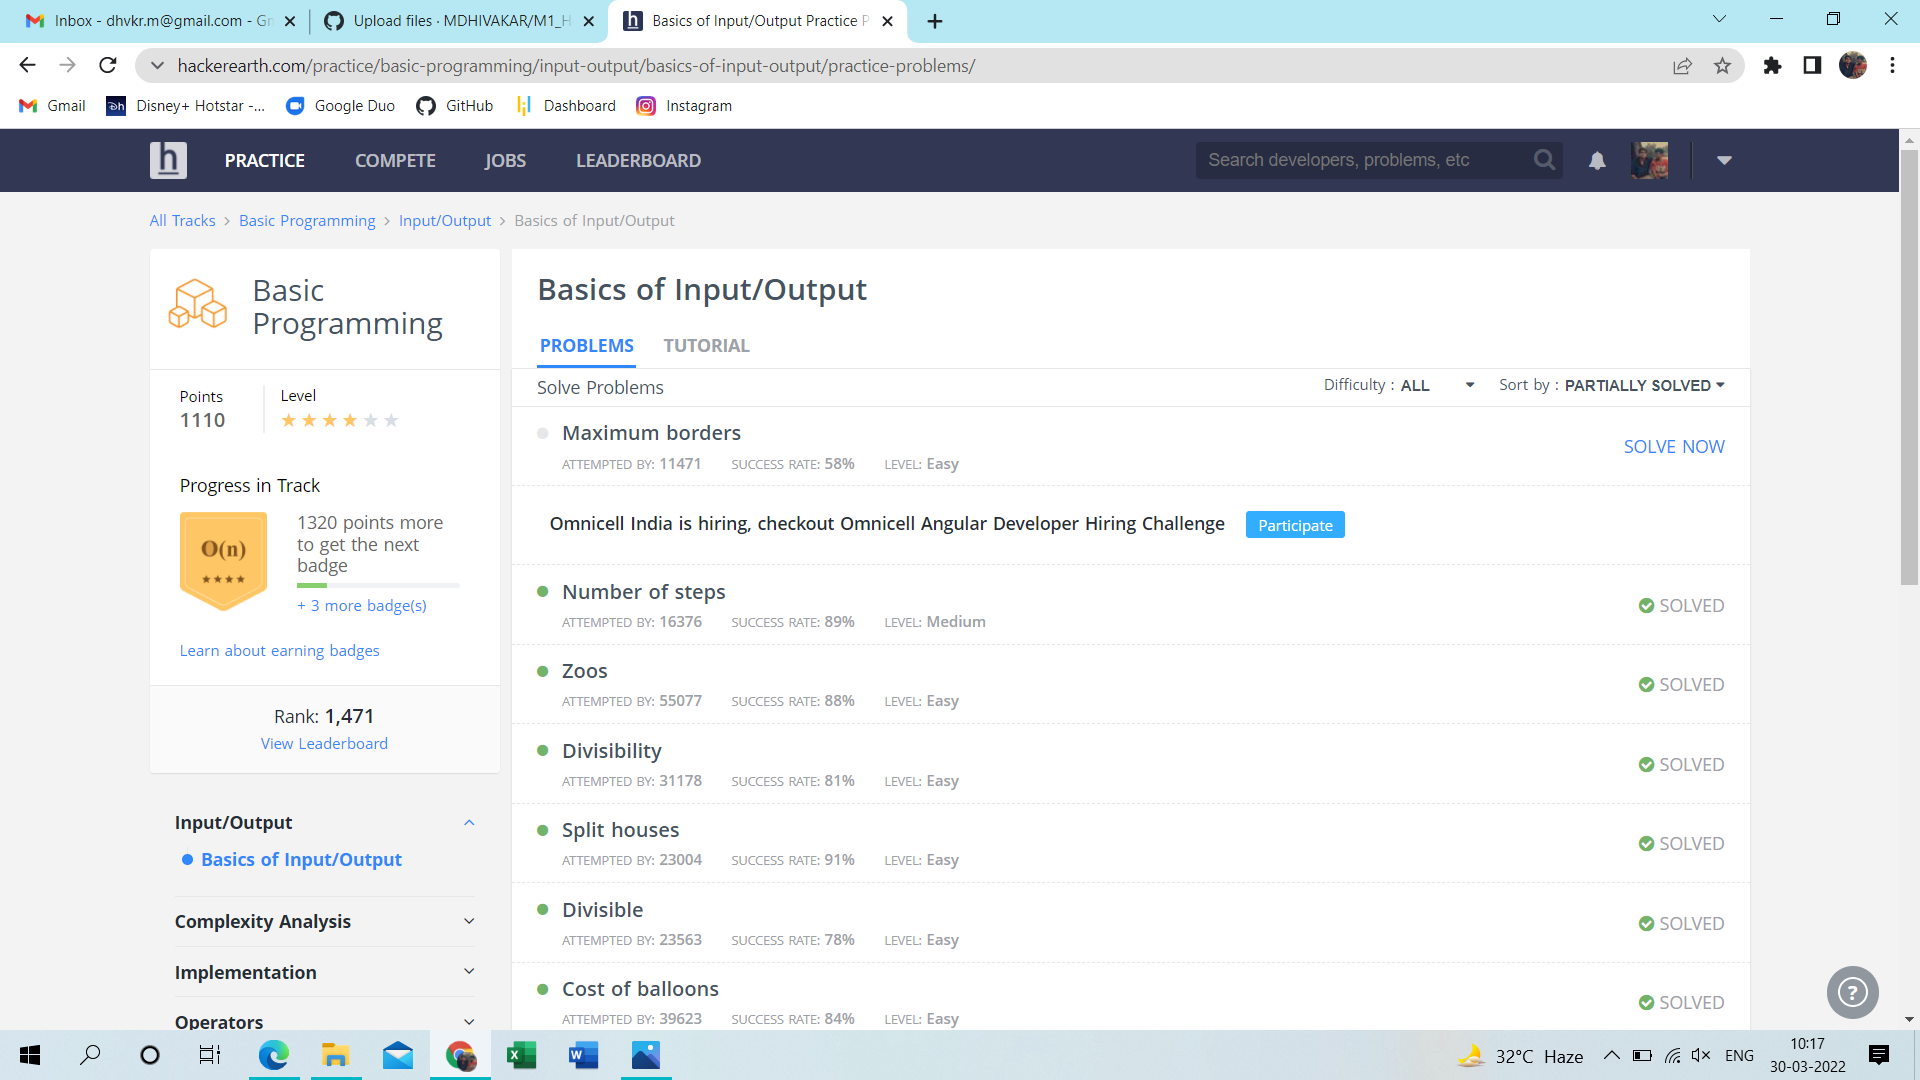 Inbox - dhvkr.m@gmail.com - Gm
Upload files · MDHIVAKAR/M1_H
Basics of Input/Output Practice P
hackerearth.com/practice/basic-programming/input-output/basics-of-input-output/practice-problems/
Gmail
Disney+ Hotstar -...
Google Duo
GitHub
Dashboard
Instagram
h PRACTICE COMPETE JOBS LEADERBOARD
Search developers, problems, etc
All Tracks > Basic Programming > Input/Output > Basics of Input/Output
Basic
Programming
Points
1110
Level
Progress in Track
O(n)
1320 points more
to get the next
badge
+ 3 more badge(s)
Learn about earning badges
Rank: 1,471
View Leaderboard
Input/Output
Basics of Input/Output
Complexity Analysis
Implementation
Operators
Basics of Input/Output
PROBLEMS TUTORIAL
Solve Problems
Difficulty : ALL
Sort by : PARTIALLY SOLVED
Maximum borders
ATTEMPTED BY: 11471 SUCCESS RATE: 58% LEVEL: Easy
SOLVE NOW
Omnicell India is hiring, checkout Omnicell Angular Developer Hiring Challenge
Participate
Number of steps
ATTEMPTED BY: 16376 SUCCESS RATE: 89% LEVEL: Medium
SOLVED
Zoos
ATTEMPTED BY: 55077 SUCCESS RATE: 88% LEVEL: Easy
SOLVED
Divisibility
ATTEMPTED BY: 31178 SUCCESS RATE: 81% LEVEL: Easy
SOLVED
Split houses
ATTEMPTED BY: 23004 SUCCESS RATE: 91% LEVEL: Easy
SOLVED
Divisible
ATTEMPTED BY: 23563 SUCCESS RATE: 78% LEVEL: Easy
SOLVED
Cost of balloons
ATTEMPTED BY: 39623 SUCCESS RATE: 84% LEVEL: Easy
SOLVED
?
32°C Haze
ENG
10:17
30-03-2022